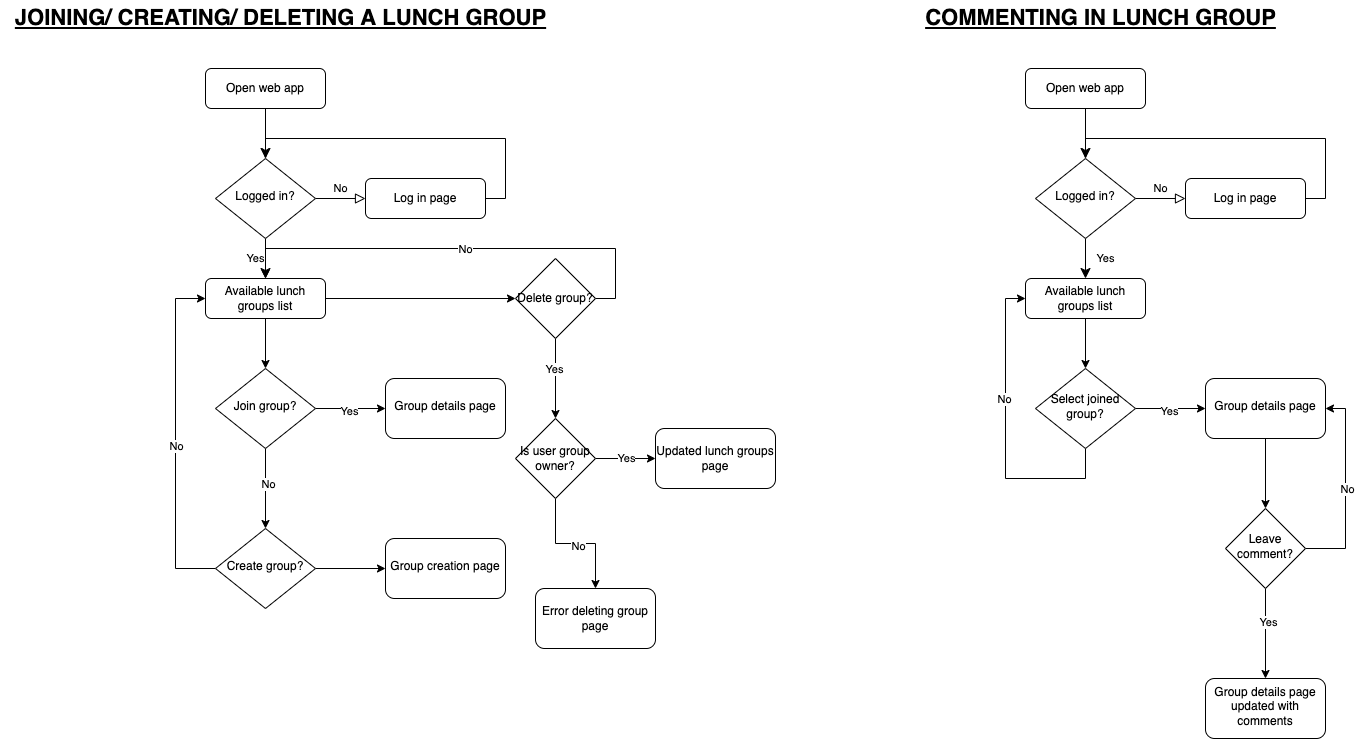 JOINING/ CREATING/ DELETING A LUNCH GROUP
Open web app
Logged in?
No
Log in page
No
Yes
Available lunch
groups list
Delete group?
Yes
Join group?
Yes
Group details page
No
Is user group
owner?
Yes
Updated lunch groups
page
No
No
Create group?
Group creation page
Error deleting group
page
COMMENTING IN LUNCH GROUP
Open web app
Logged in?
No
Log in page
Yes
Available lunch
groups list
No
Select joined
group?
Yes
Group details page
No
Leave
comment?
Yes
Group details page
updated with
comments